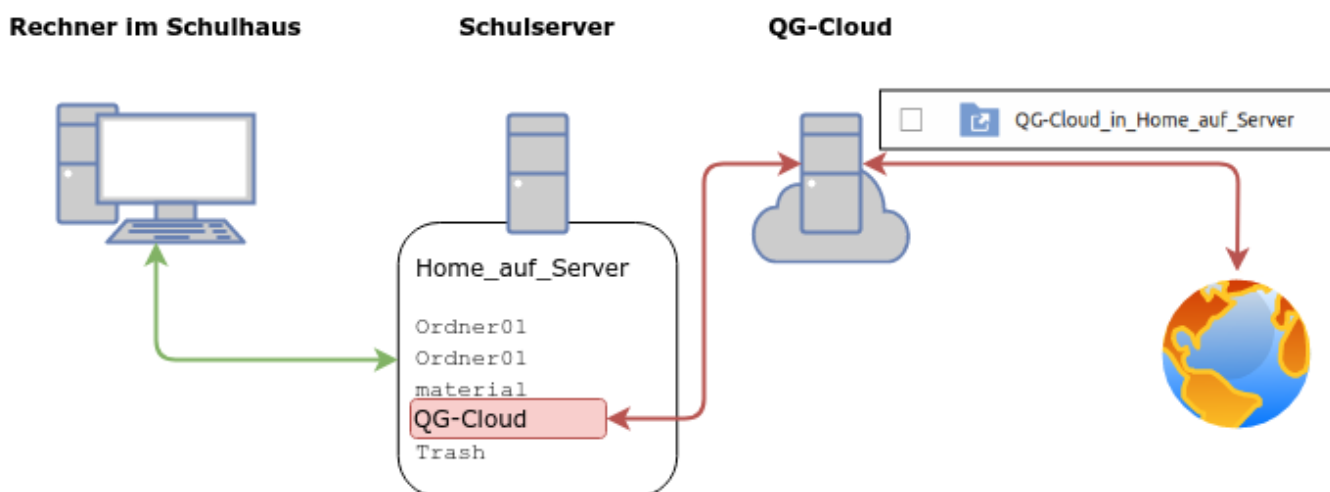 Rechner im Schulhaus
Schulserver
QG-Cloud
QG-Cloud_in_Home_auf_Server
Home_auf_Server
Ordner01
Ordner01
material
QG-Cloud
Trash